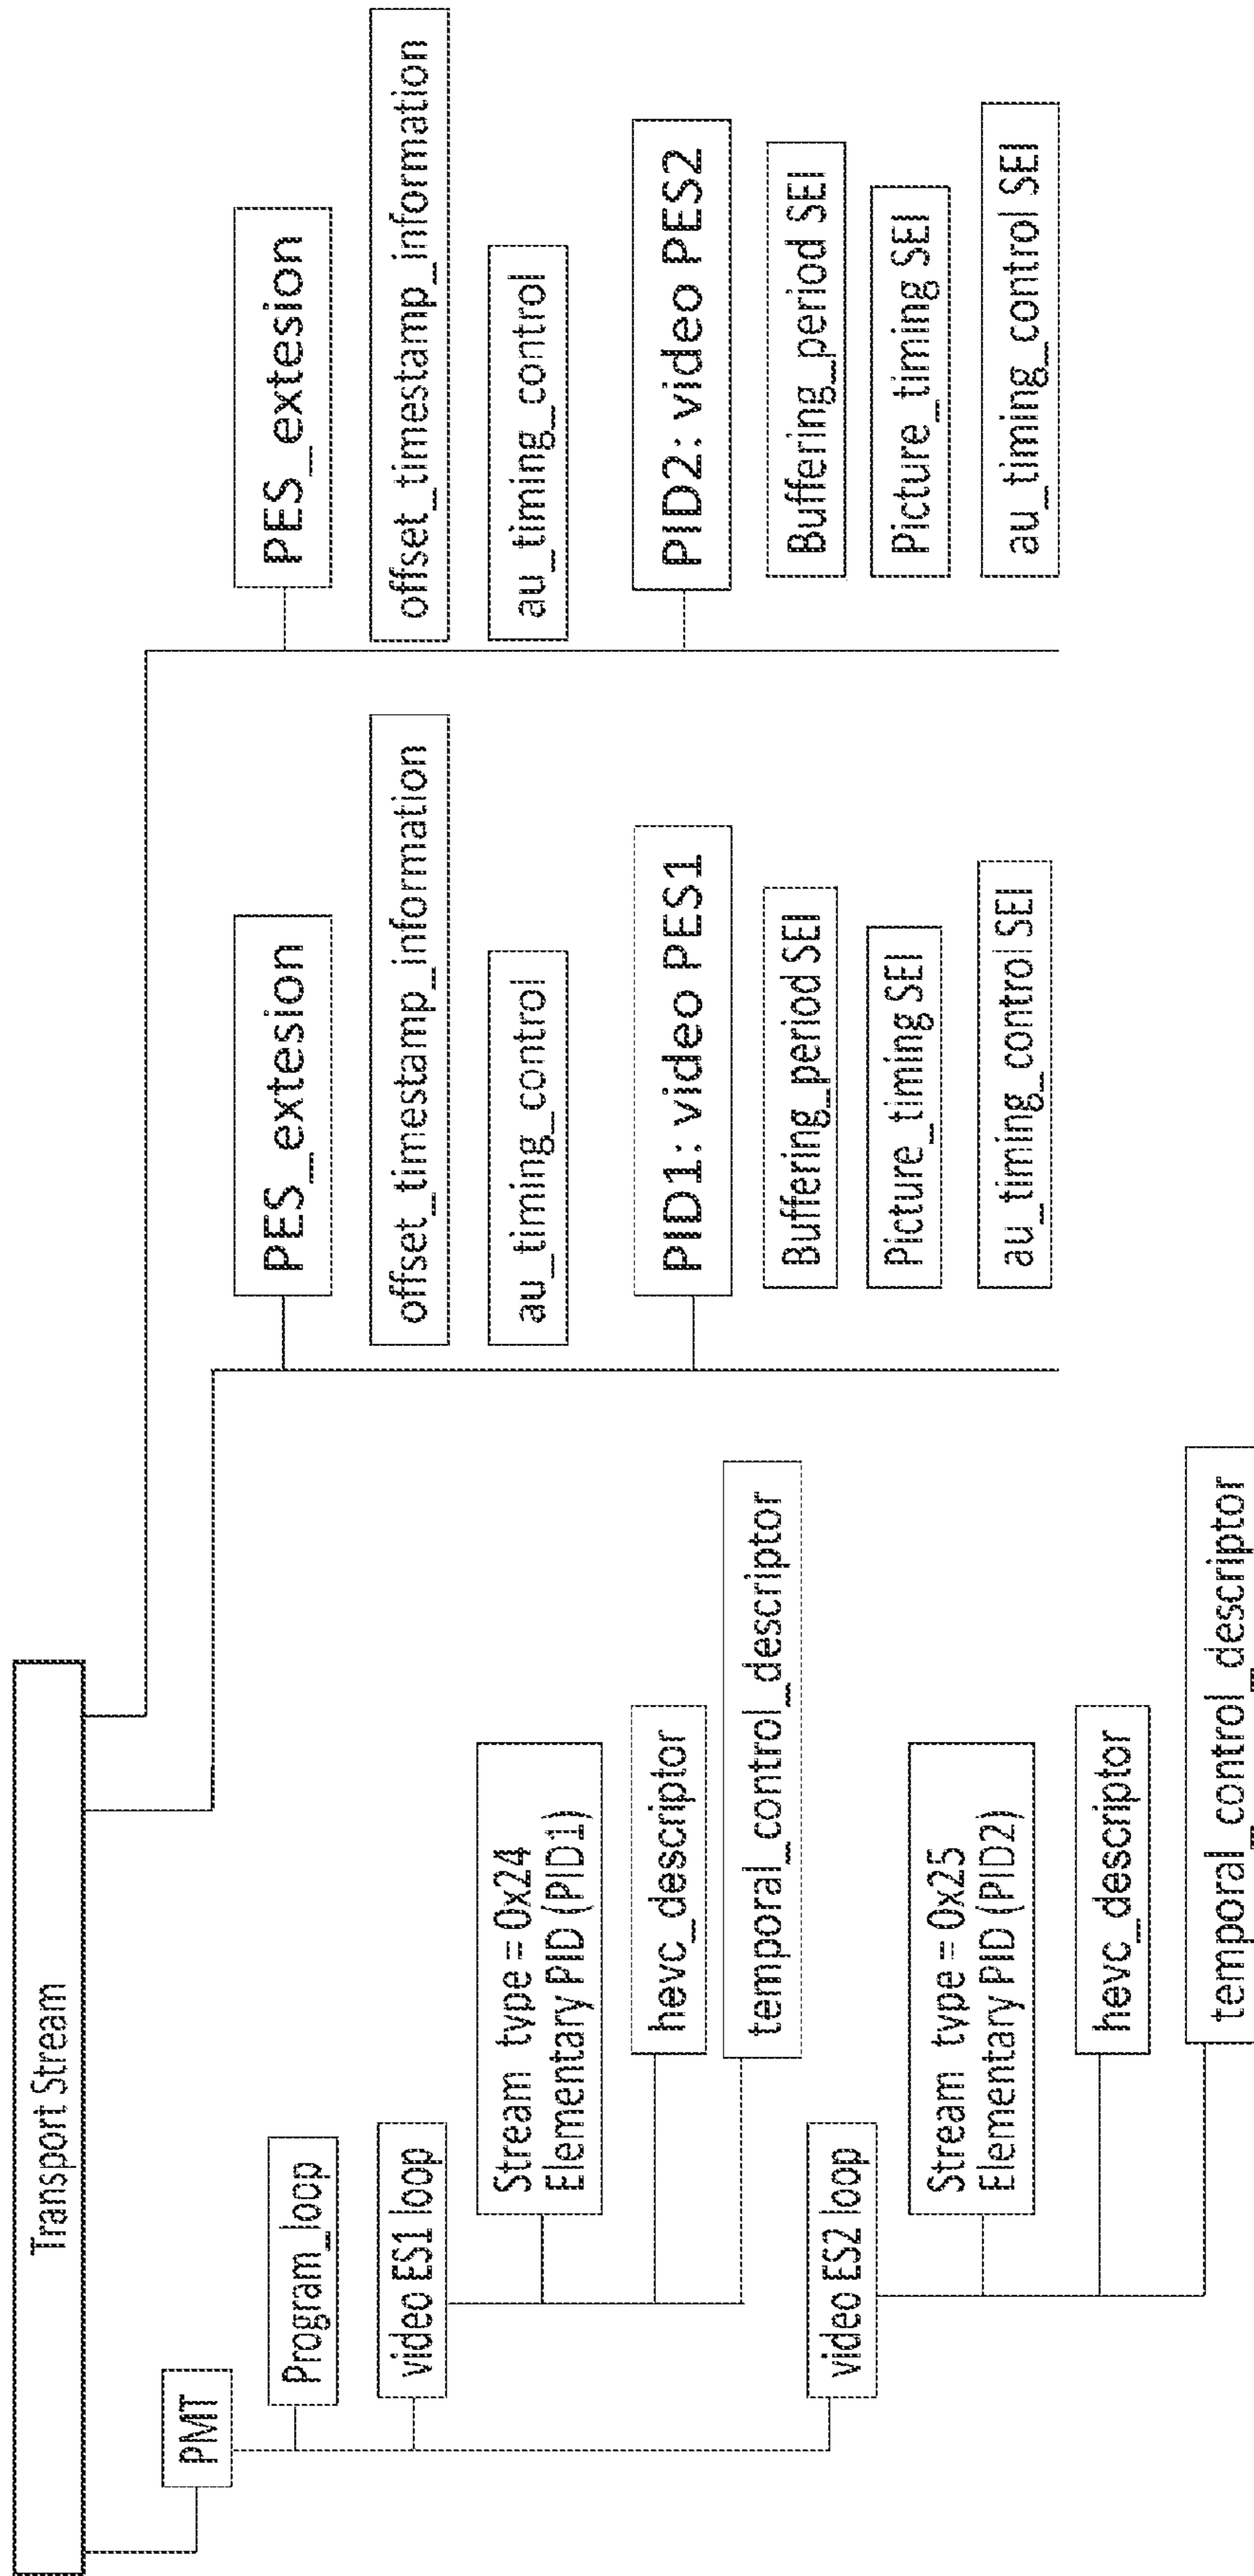 Transport Stream
PMT
Program_loop
video ES1 loop
Stream type = 0x24
Elementary PID (PID1)
hevc_descriptor
temporal_control_descriptor
video ES2 loop
Stream type = 0x25
Elementary PID (PID2)
hevc_descriptor
temporal_control_descriptor
PES_extesion
offset_timestamp_information
au_timing_control
PID1: video PES1
Buffering_period SEI
Picture_timing SEI
au_timing_control SEI
PES_extesion
offset_timestamp_information
au_timing_control
PID2: video PES2
Buffering_period SEI
Picture_timing SEI
au_timing_control SEI